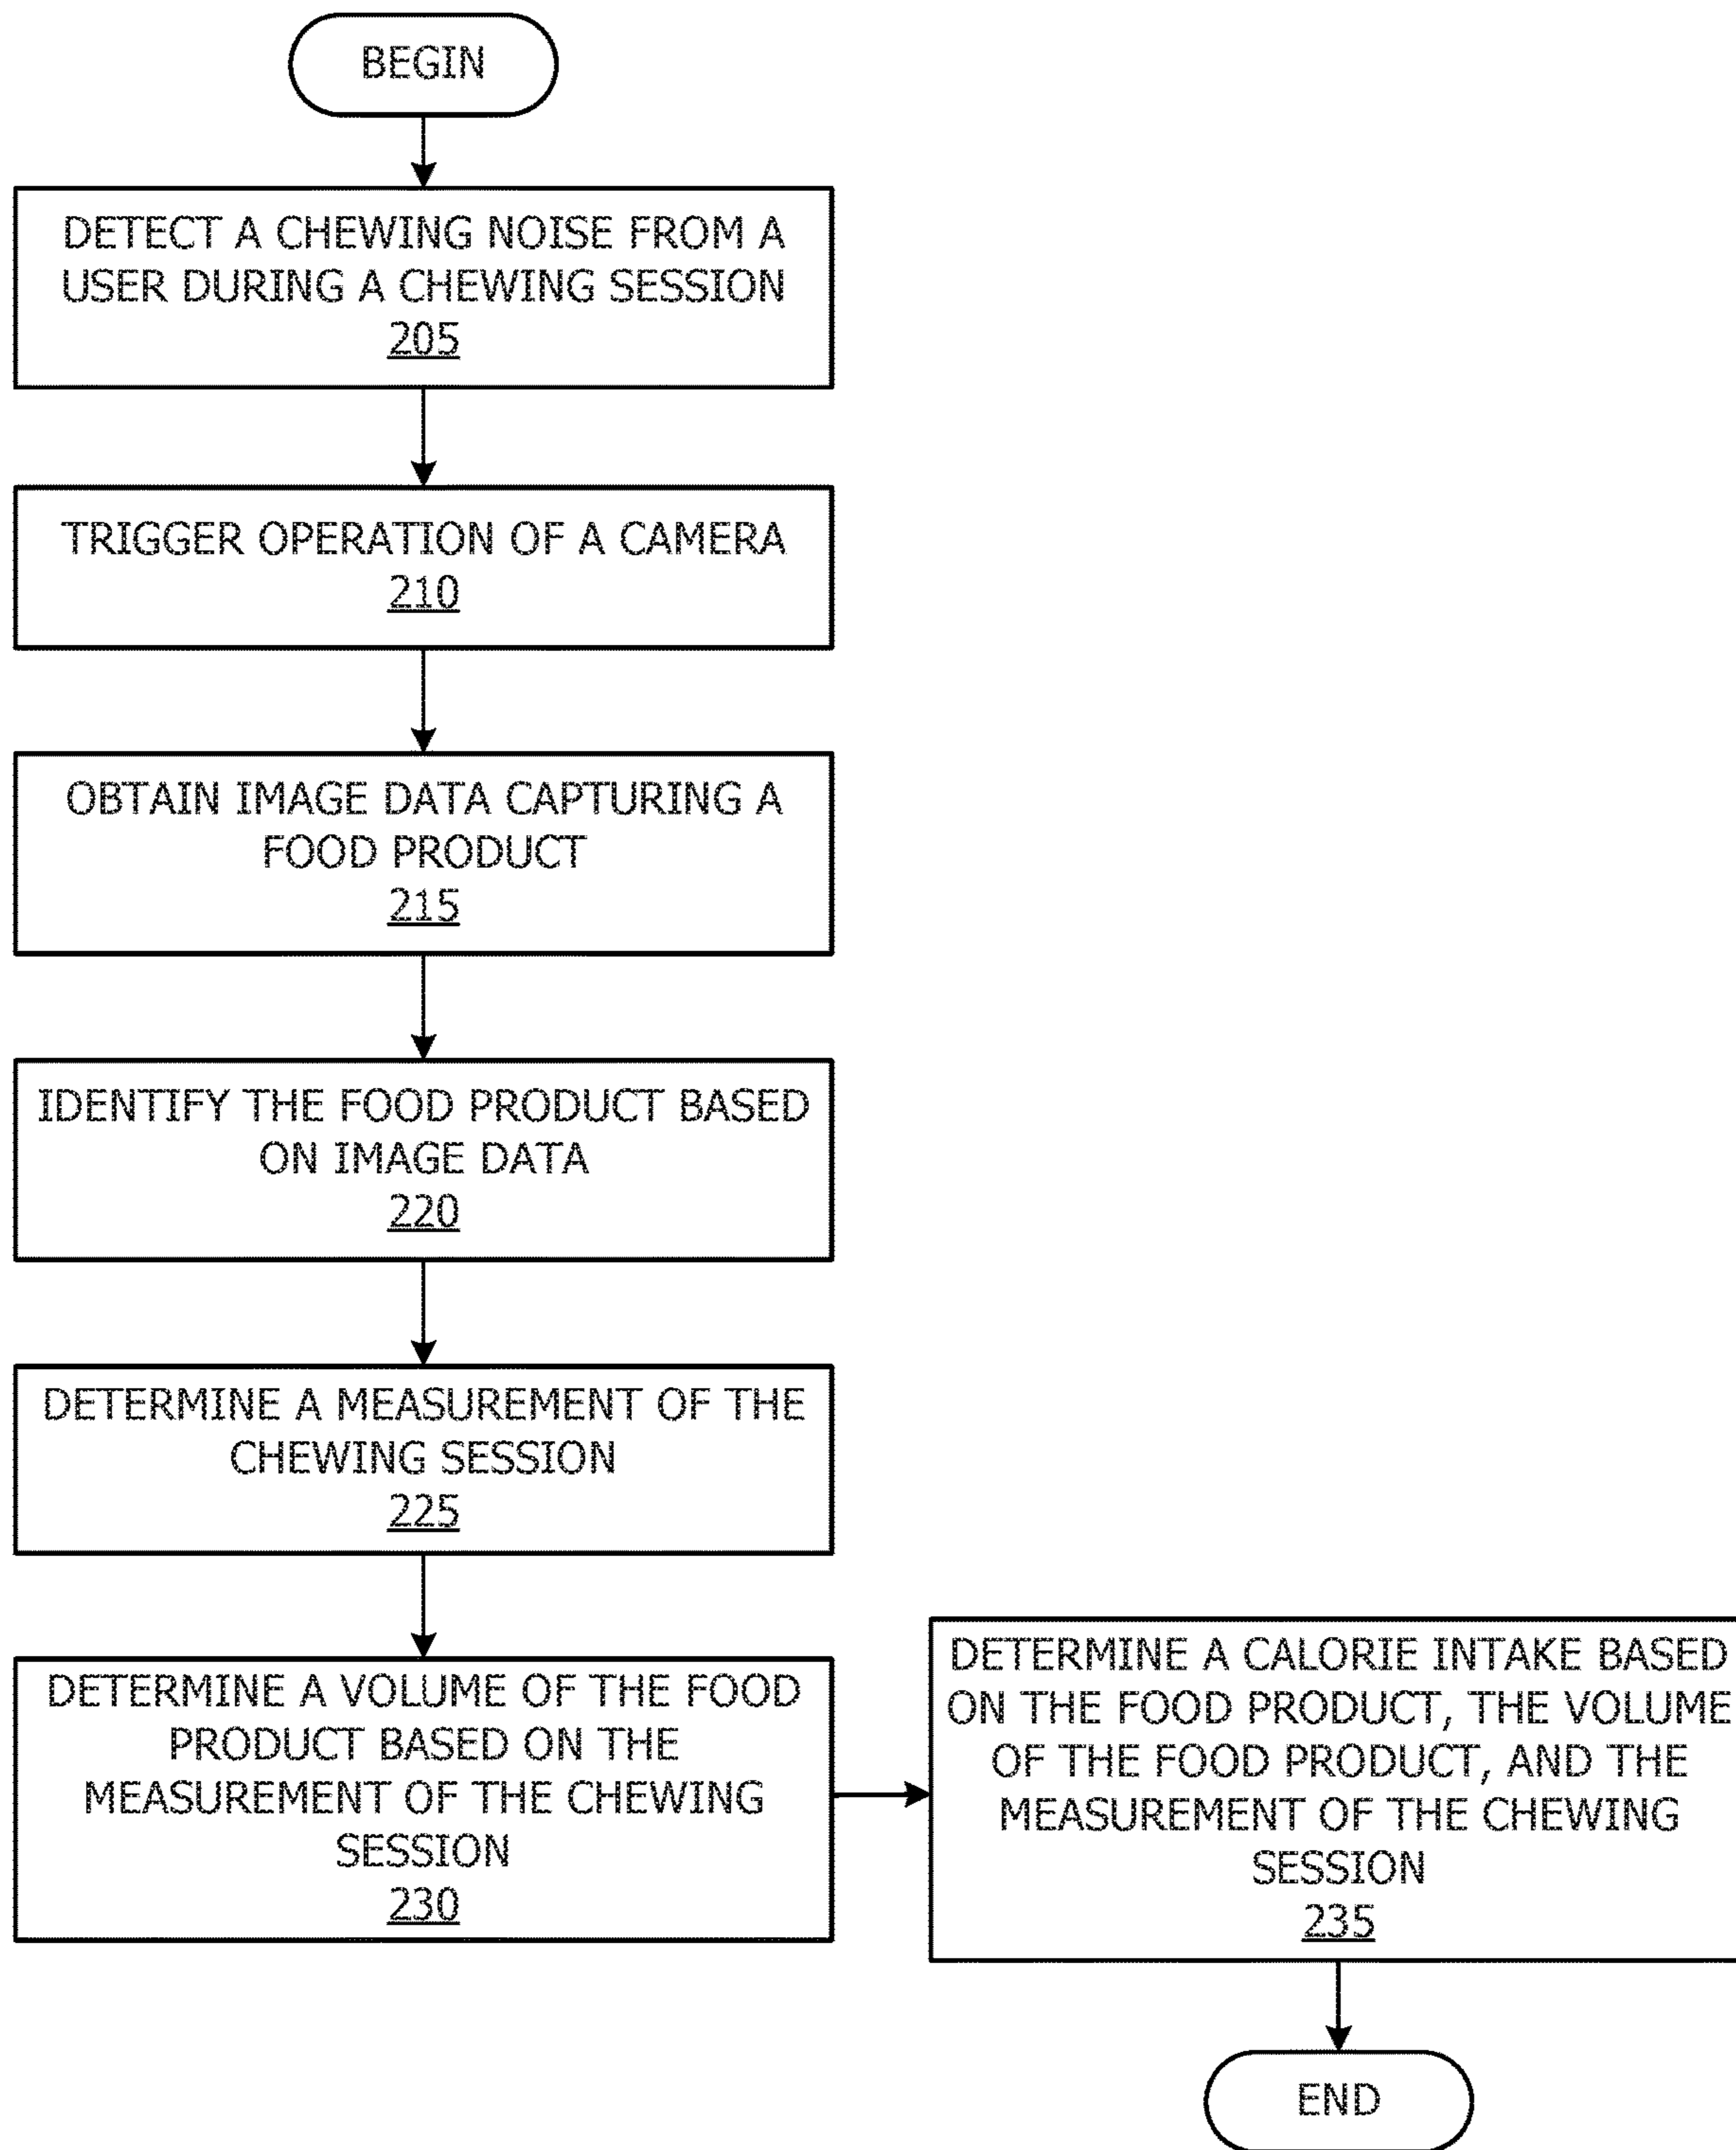 BEGIN
DETECT A CHEWING NOISE FROM A
USER DURING A CHEWING SESSION
205
TRIGGER OPERATION OF A CAMERA
210
OBTAIN IMAGE DATA CAPTURING A
FOOD PRODUCT
215
IDENTIFY THE FOOD PRODUCT BASED
ON IMAGE DATA
220
DETERMINE A MEASUREMENT OF THE
CHEWING SESSION
225
DETERMINE A VOLUME OF THE FOOD
PRODUCT BASED ON THE
MEASUREMENT OF THE CHEWING
SESSION
230
DETERMINE A CALORIE INTAKE BASED
ON THE FOOD PRODUCT, THE VOLUME
OF THE FOOD PRODUCT, AND THE
MEASUREMENT OF THE CHEWING
SESSION
235
END